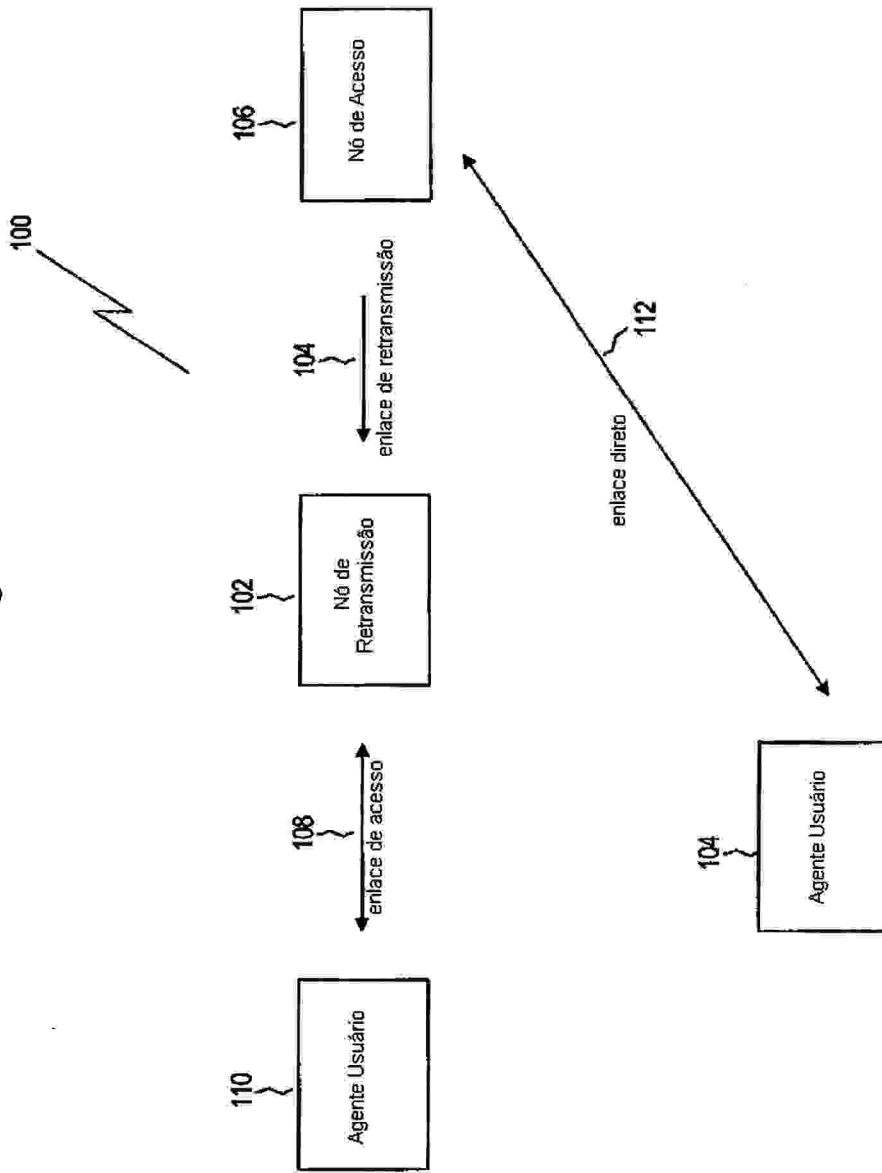 100
110
102
106
108
104
Agente Usuário
Nó de
Retransmissão
Nó de Acesso
enlace de acesso
enlace de retransmissão
enlace direto
112
104
Agente Usuário